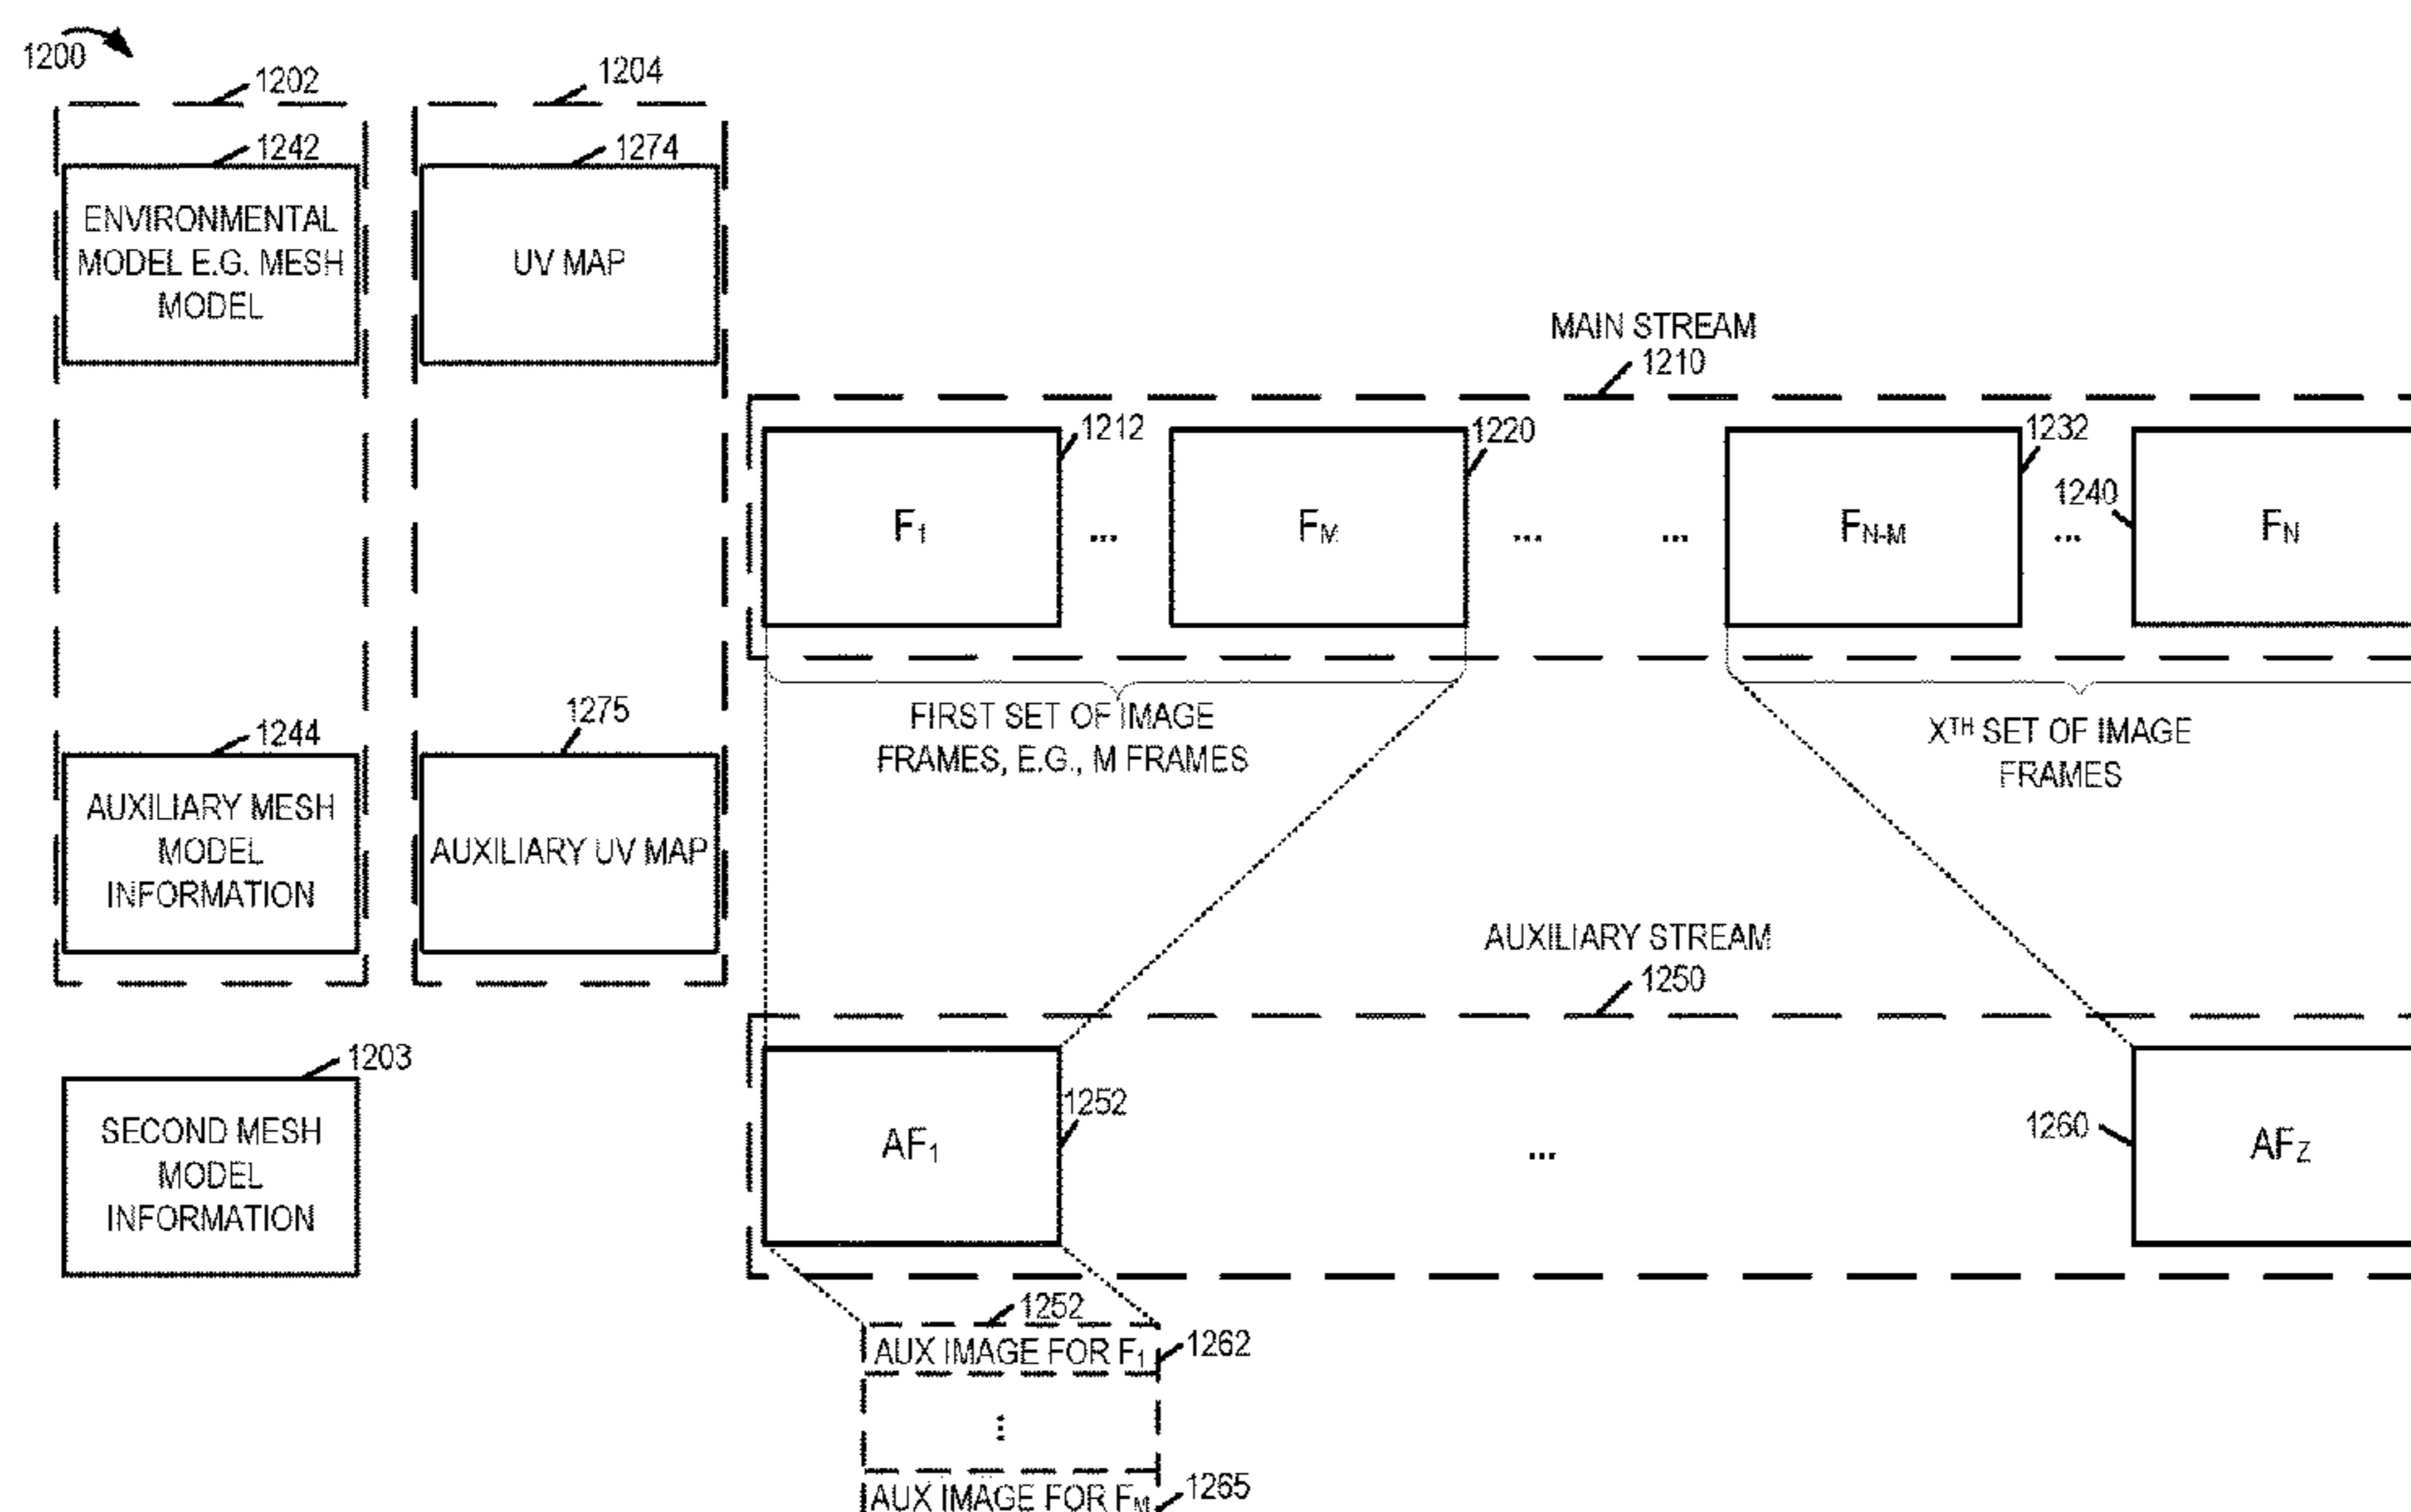 1200
1202
1204
1242
1274
ENVIRONMENTAL
MODEL E.G. MESH
MODEL
UV MAP
MAIN STREAM
1210
1212
1220
1232
1240
F1
...
FM
...
...
FN-M
...
FN
FIRST SET OF IMAGE
FRAMES, E.G., M FRAMES
XTH SET OF IMAGE
FRAMES
1244
1275
AUXILIARY MESH
MODEL
INFORMATION
AUXILIARY UV MAP
AUXILIARY STREAM
1250
1203
SECOND MESH
MODEL
INFORMATION
1252
1260
AF1
...
AFZ
1252
AUX IMAGE FOR F1
1262
...
AUX IMAGE FOR FM
1265